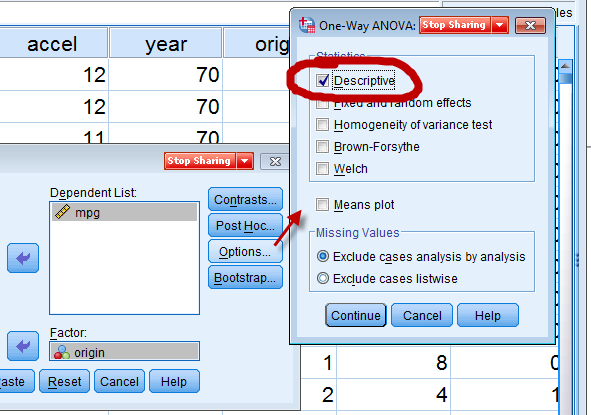 accel year orig
12 70
12 70
11 70
Stop Sharing
Dependent List:
mpg
Contrasts...
Post Hoc...
Options...
Bootstrap...
Factor:
origin
aste Reset Cancel Help
One-Way ANOVA: Stop Sharing
Statistics
Descriptive
Fixed and random effects
Homogeneity of variance test
Brown-Forsythe
Welch
Means plot
Missing Values
Exclude cases analysis by analysis
Exclude cases listwise
Continue Cancel Help
les
1 8 0
2 4 1